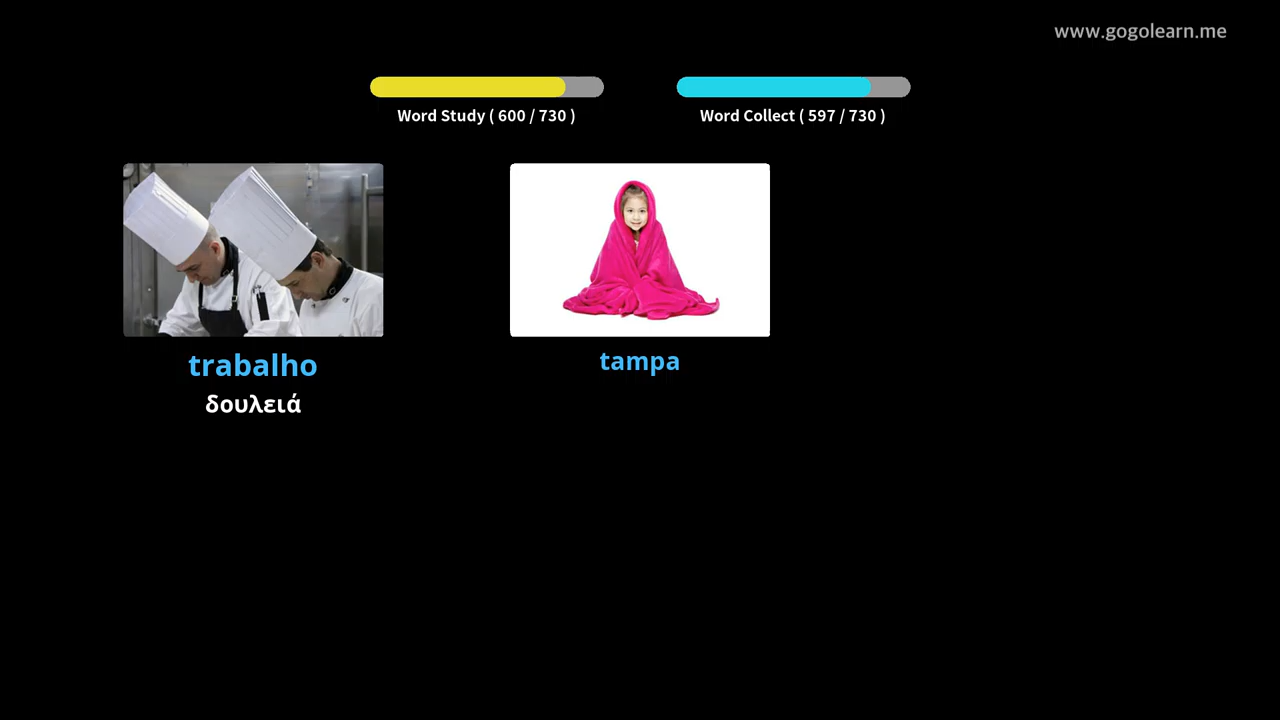 www.gogolearn.me
Word Study ( 600 / 730 )
Word Collect ( 597 / 730 )
trabalho
δουλειά
tampa